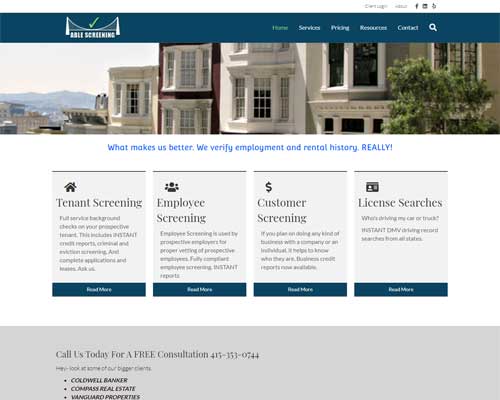 Client Login About
ABLE SCREENING
Home Services Pricing Resources Contact
What makes us better. We verify employment and rental history. REALLY!
Tenant Screening
Full service background
checks on your prospective
tenant. This includes INSTANT
credit reports, criminal and
eviction screening. And
complete applications and
leases. Ask us.
Read More
Employee
Screening
Employee Screening is used by
prospective employers for
proper vetting of prospective
employees. Fully compliant
employee screening. INSTANT
reports
Read More
Customer
Screening
If you plan on doing any kind of
business with a company or an
individual, it helps to know
who they are. Business credit
reports now available.
Read More
License Searches
Who's driving my car or truck?
INSTANT DMV driving record
searches from all states.
Read More
Call Us Today For A FREE Consultation 415-353-0744
Hey- look at some of our bigger clients.
COLDWELL BANKER
COMPASS REAL ESTATE
VANGUARD PROPERTIES